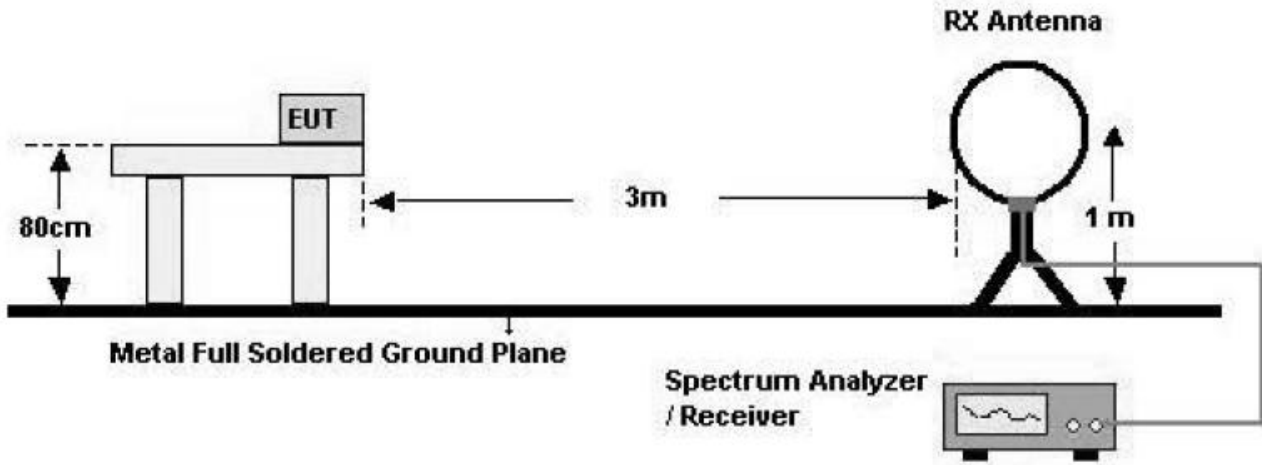 RX Antenna
EUT
80cm
3m
1 m
Metal Full Soldered Ground Plane
Spectrum Analyzer
/ Receiver